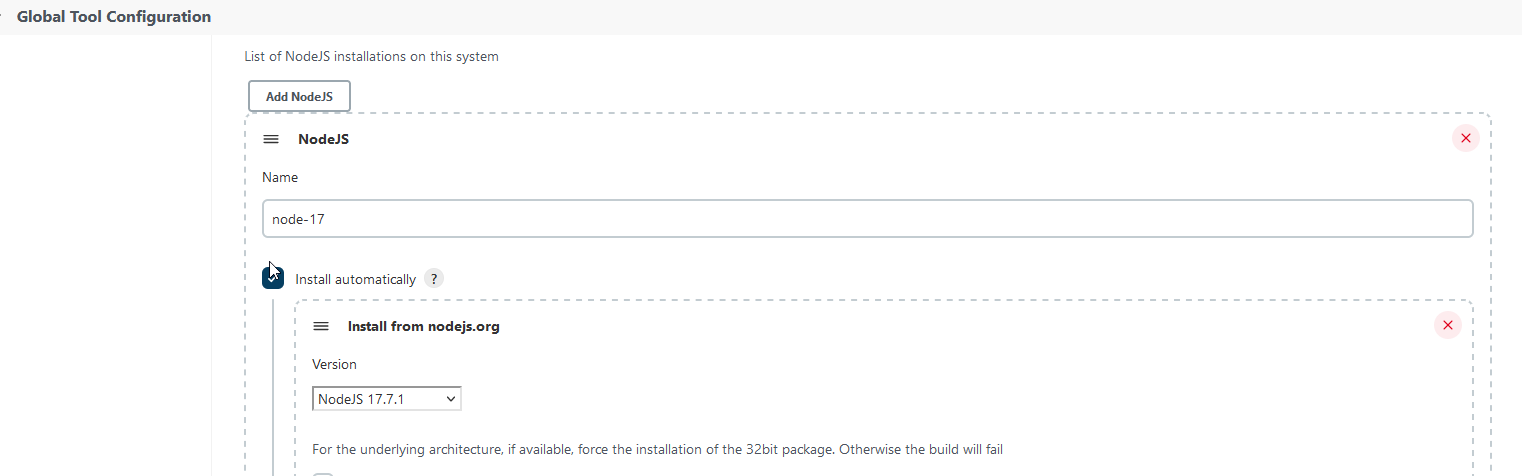 Global Tool Configuration
List of NodeJS installations on this system
Add NodeJS
NodeJS
Name
node-17
Install automatically ?
Install from nodejs.org
Version
NodeJS 17.7.1
For the underlying architecture, if available, force the installation of the 32bit package. Otherwise the build will fail